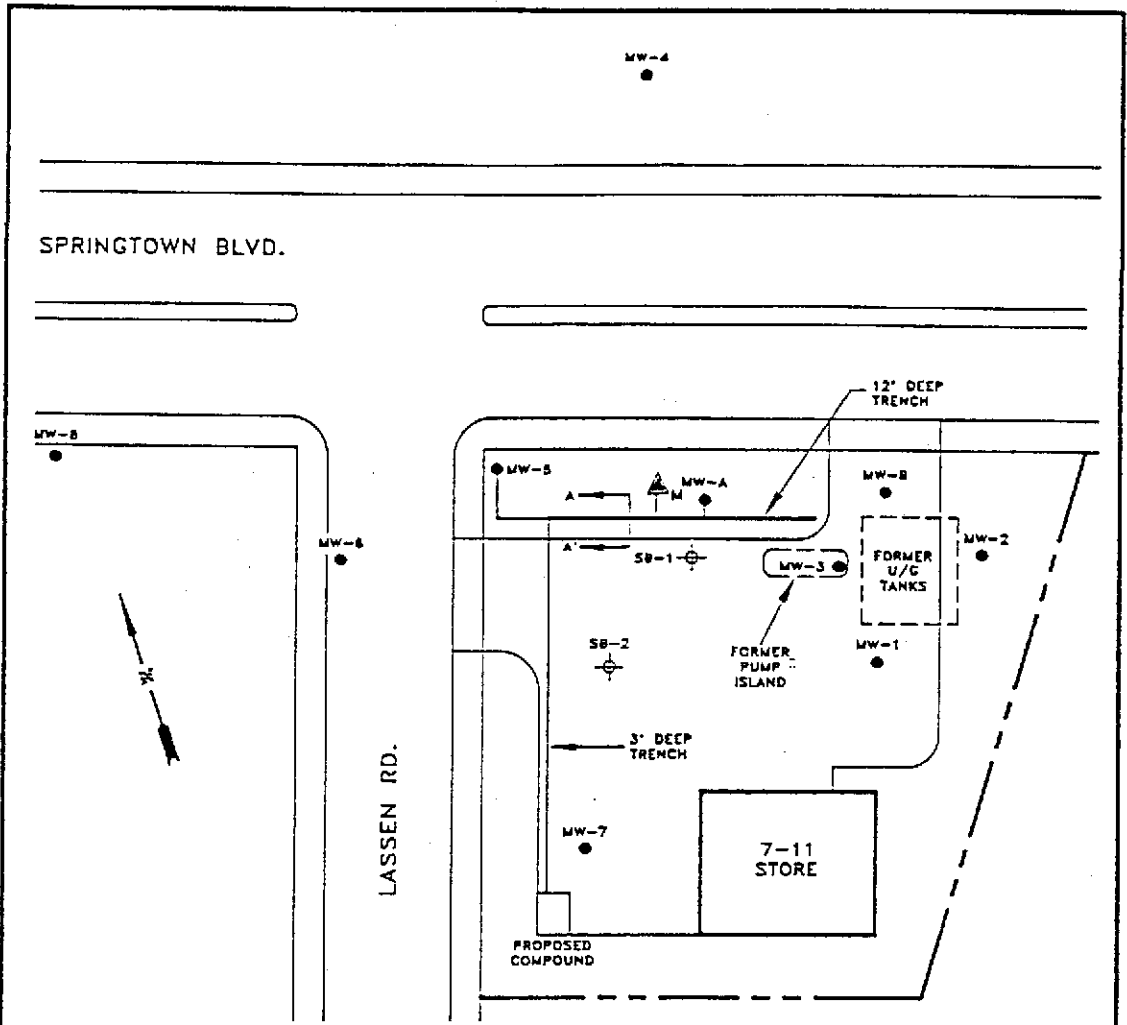 MW-4
SPRINGTOWN BLVD.
12' DEEP
TRENCH
MW-8
MW-5
A
M
MW-A
MW-B
A'
SB-1
MW-3
FORMER
U/G
TANKS
MW-2
MW-6
SB-2
FORMER
PUMP
ISLAND
MW-1
3' DEEP
TRENCH
LASSEN RD.
MW-7
7-11
STORE
PROPOSED
COMPOUND